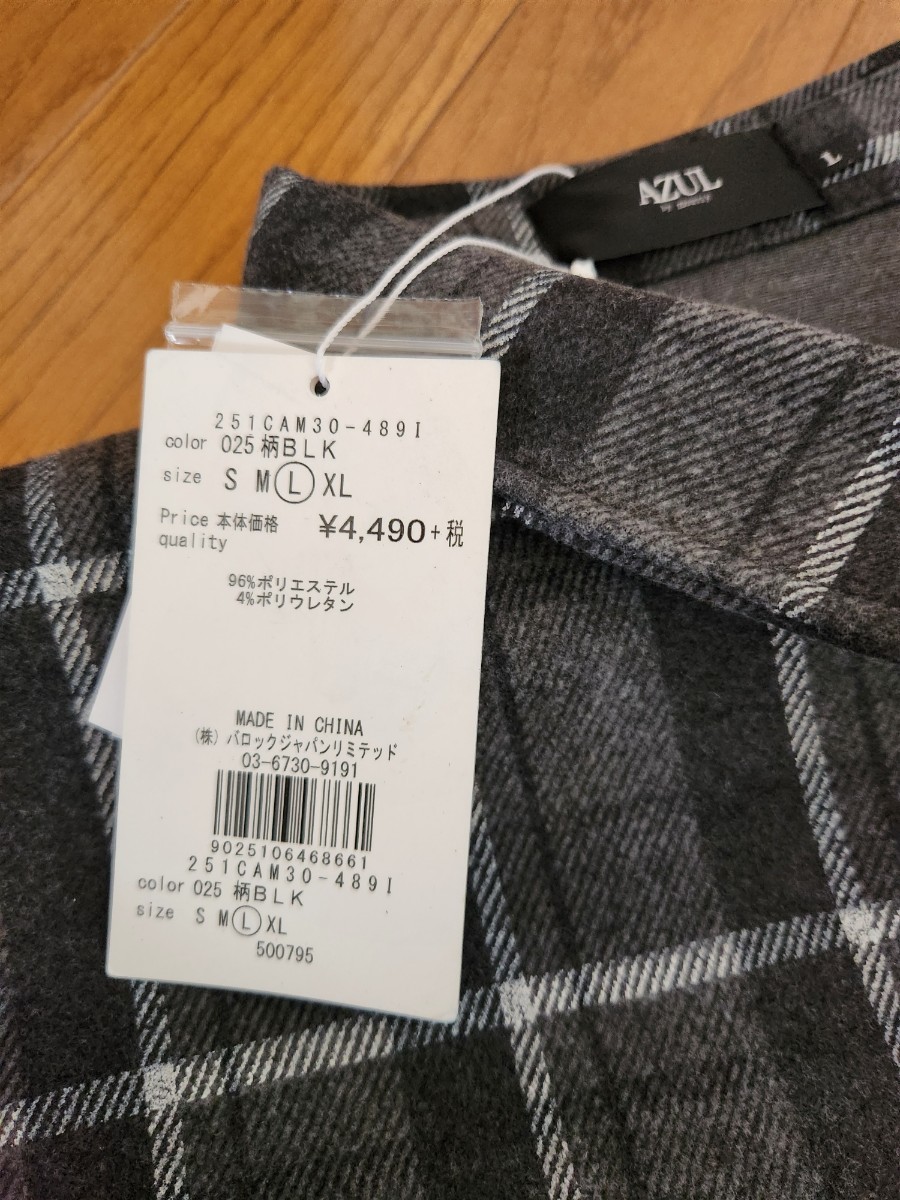 AZUL
L
251CAM30-489I
color 025 柄BLK
size S M L XL
Price 本体価格 ¥4,490+税
quality
96%ポリエステル
4%ポリウレタン
MADE IN CHINA
(株) バロックジャパンリミテッド
03-6730-9191
9025106468661
251CAM30-489I
color 025 柄BLK
size S M L XL
500795